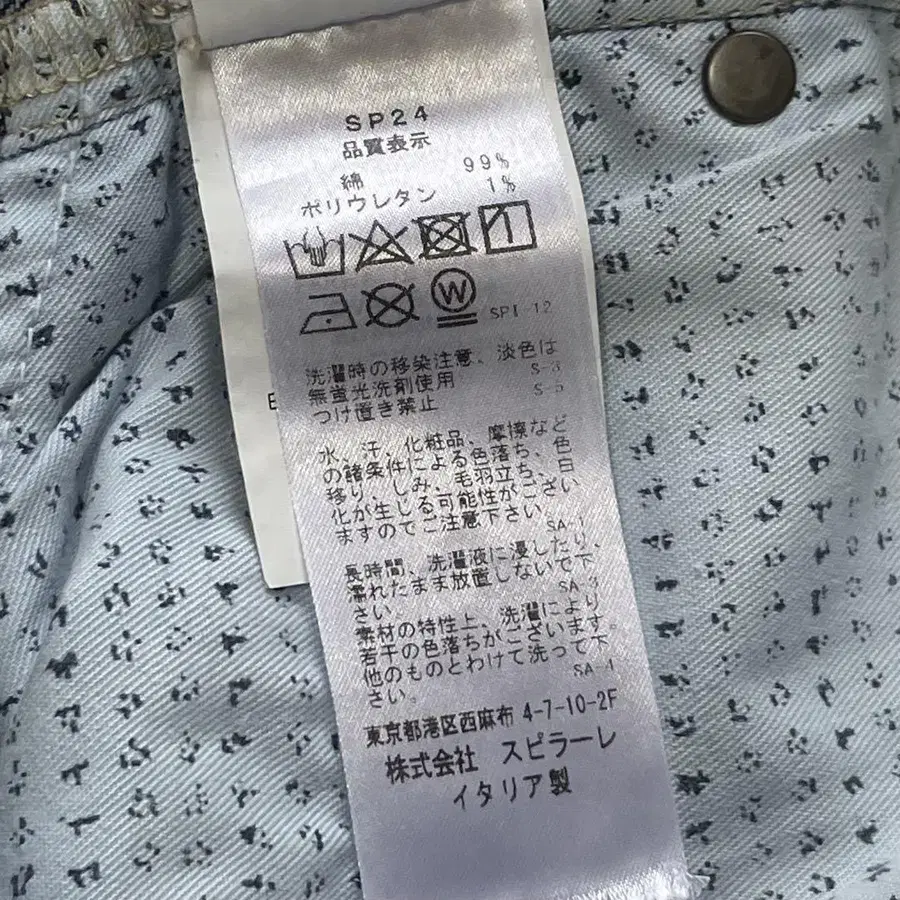 SP24
品質表示
綿 99%
ポリウレタン 1%
W
SPI 12
洗濯時の移染注意、淡色は
無蛍光洗剤使用 S-3
つけ置き禁止 S-5
水、汗、化粧品、摩擦など
の諸条件による色落ち、色
移り、しみ、毛羽立ち、白
化が生じる可能性がござい
ますのでご注意下さい。
SA-1
長時間、洗濯液に浸したり、
濡れたまま放置しないで下
さい。 SA-3
素材の特性上、洗濯により
若干の色落ちがございます。
他のものとわけて洗って下
さい。 SA-4
東京都港区西麻布 4-7-10-2F
株式会社 スピラーレ
イタリア製